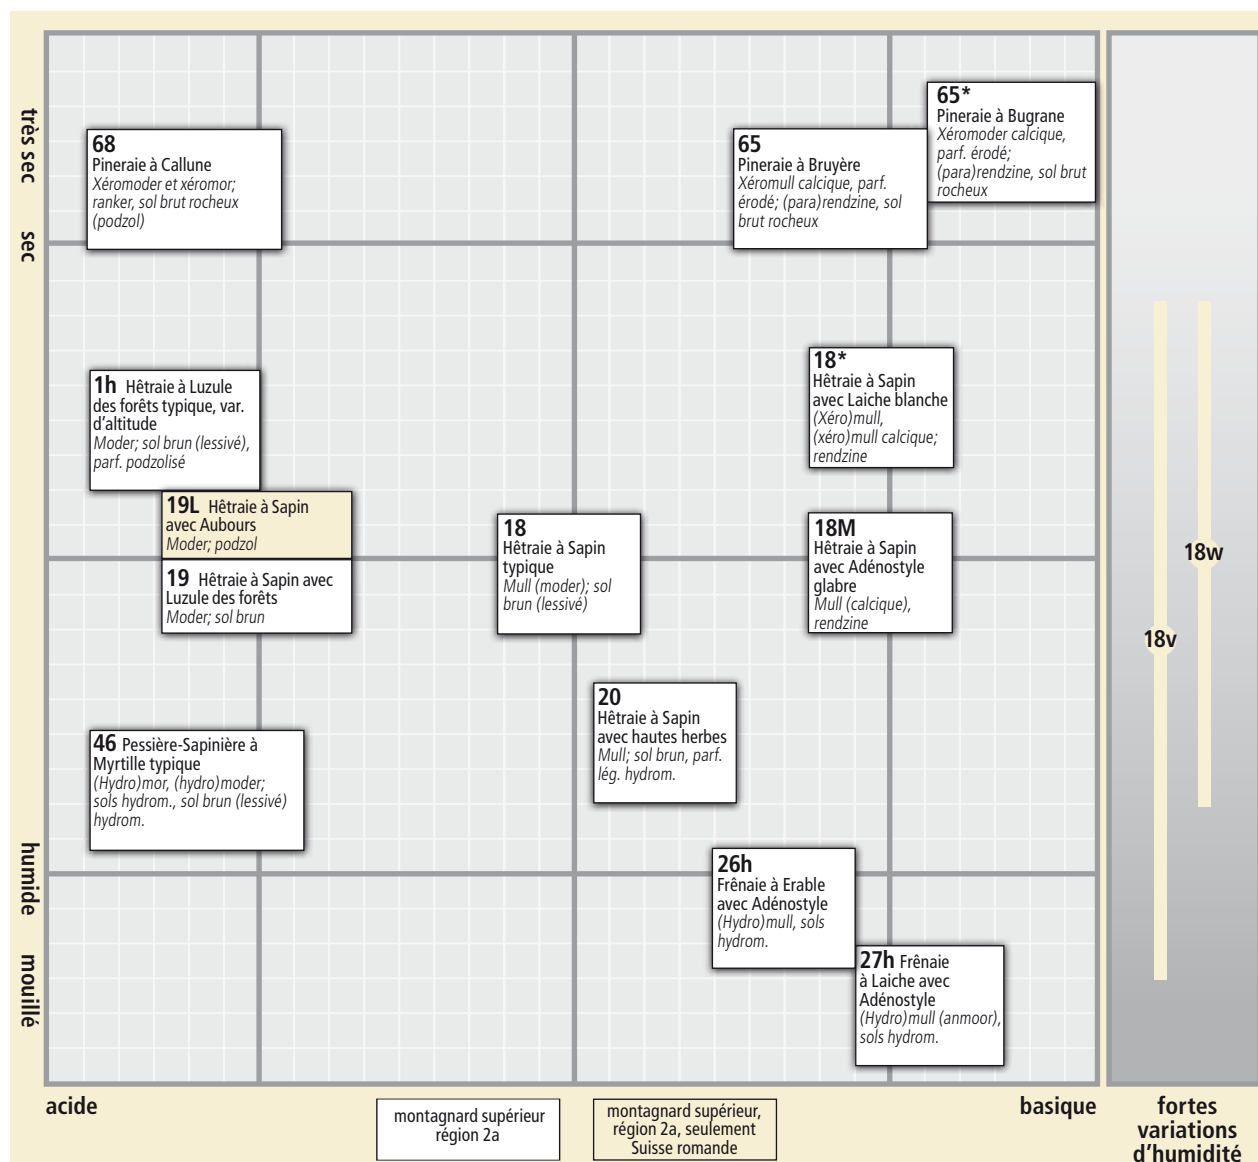 très sec
sec
humide
mouillé
65*
Pineraie à Bugrane
Xéromoder calcique,
parf. érodé;
(para)rendzine, sol brut
rocheux
68
Pineraie à Callune
Xéromoder et xéromor;
ranker, sol brut rocheux
(podzol)
65
Pineraie à Bruyère
Xéromull calcique, parf.
érodé; (para)rendzine, sol
brut rocheux
18*
Hêtraie à Sapin
avec Laiche blanche
(Xéro)mull,
(xéro)mull calcique;
rendzine
1h Hêtraie à Luzule
des forêts typique, var.
d'altitude
Moder; sol brun (lessivé),
parf. podzolisé
19L Hêtraie à Sapin
avec Aubours
Moder; podzol
19 Hêtraie à Sapin avec
Luzule des forêts
Moder; sol brun
18
Hêtraie à Sapin
typique
Mull (moder); sol
brun (lessivé)
18M
Hêtraie à Sapin
avec Adénostyle
glabre
Mull (calcique),
rendzine
18w
18v
20
Hêtraie à Sapin
avec hautes herbes
Mull; sol brun, parf.
lég. hydrom.
46 Pessière-Sapinière à
Myrtille typique
(Hydro)mor, (hydro)moder;
sols hydrom., sol brun (lessivé)
hydrom.
26h
Frênaie à Erable
avec Adénostyle
(Hydro)mull, sols
hydrom.
27h Frênaie
à Laiche avec
Adénostyle
(Hydro)mull (anmoor),
sols hydrom.
acide
basique
fortes
variations
d'humidité
montagnard supérieur
région 2a
montagnard supérieur,
région 2a, seulement
Suisse romande